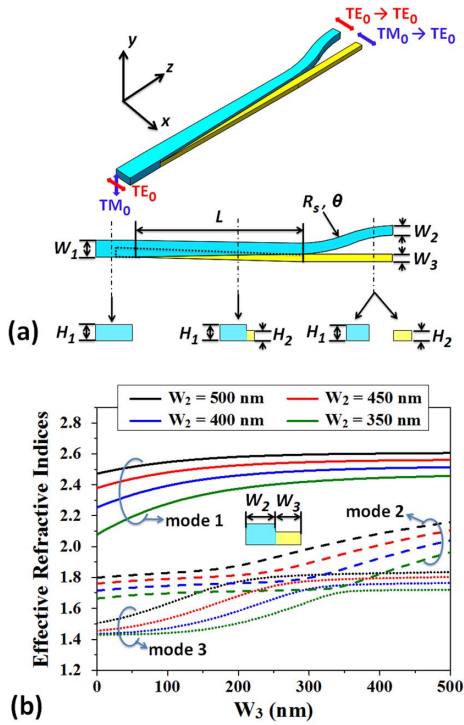 TE0 → TE0
TM0 → TE0
y
z
x
TE0
TM0
L
Rs, θ
W1
W2
W3
H1
H2
H1
H2
H1
H2
(a)
W2 = 500 nm
W2 = 450 nm
W2 = 400 nm
W2 = 350 nm
Effective Refractive Indices
2.8
2.6
2.4
2.2
2.0
1.8
1.6
1.4
1.2
W2
W3
mode 1
mode 2
mode 3
0
100
200
300
400
500
W3 (nm)
(b)